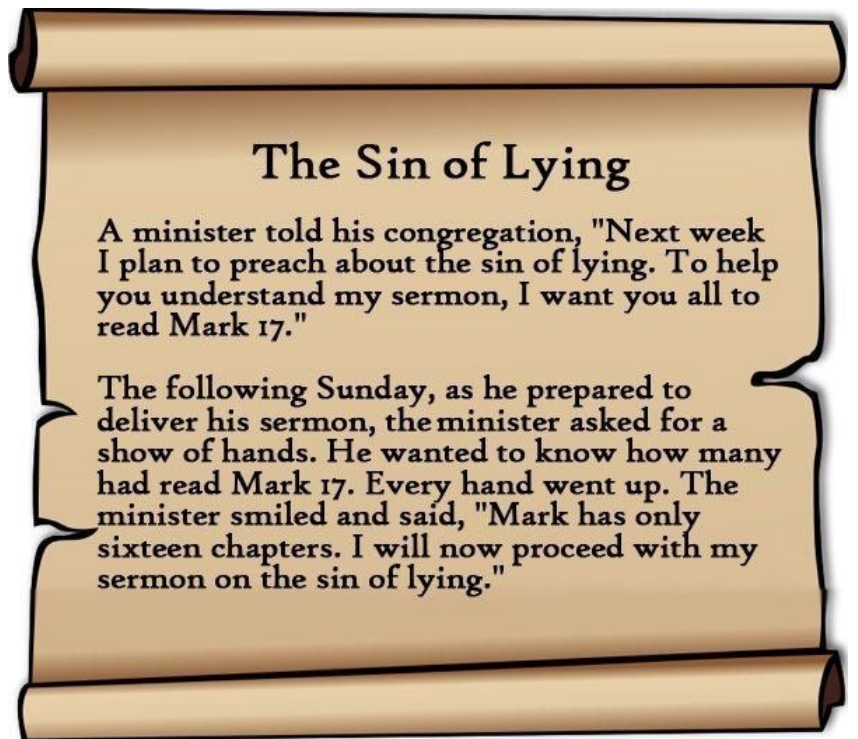 The Sin of Lying
A minister told his congregation, "Next week
I plan to preach about the sin of lying. To help
you understand my sermon, I want you all to
read Mark 17."
The following Sunday, as he prepared to
deliver his sermon, the minister asked for a
show of hands. He wanted to know how many
had read Mark 17. Every hand went up. The
minister smiled and said, "Mark has only
sixteen chapters. I will now proceed with my
sermon on the sin of lying."